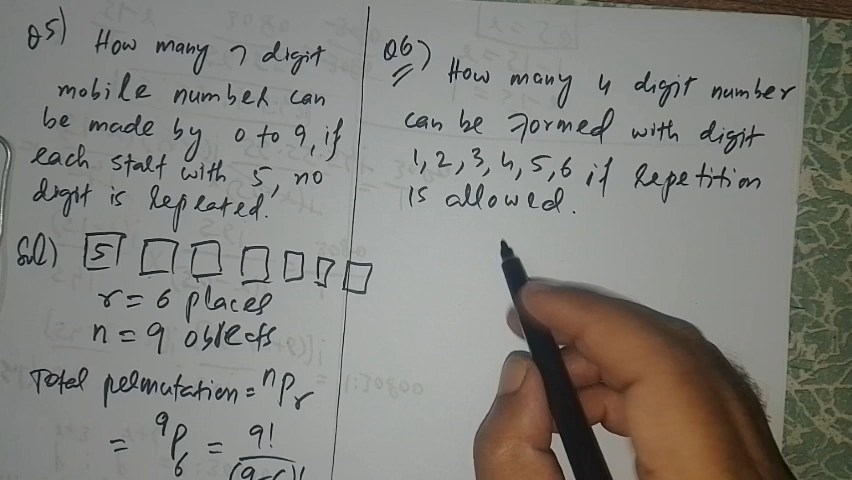 Q5) How many 7 digit
mobile number can
be made by 0 to 9, if
each start with 5, no
digit is repeated.
Sol) 5
r = 6 places
n = 9 objects
Total permutation = nPr
= 9P6 = 9! / (9-6)!
Q6) How many 4 digit number
can be formed with digit
1, 2, 3, 4, 5, 6 if repetition
is allowed.